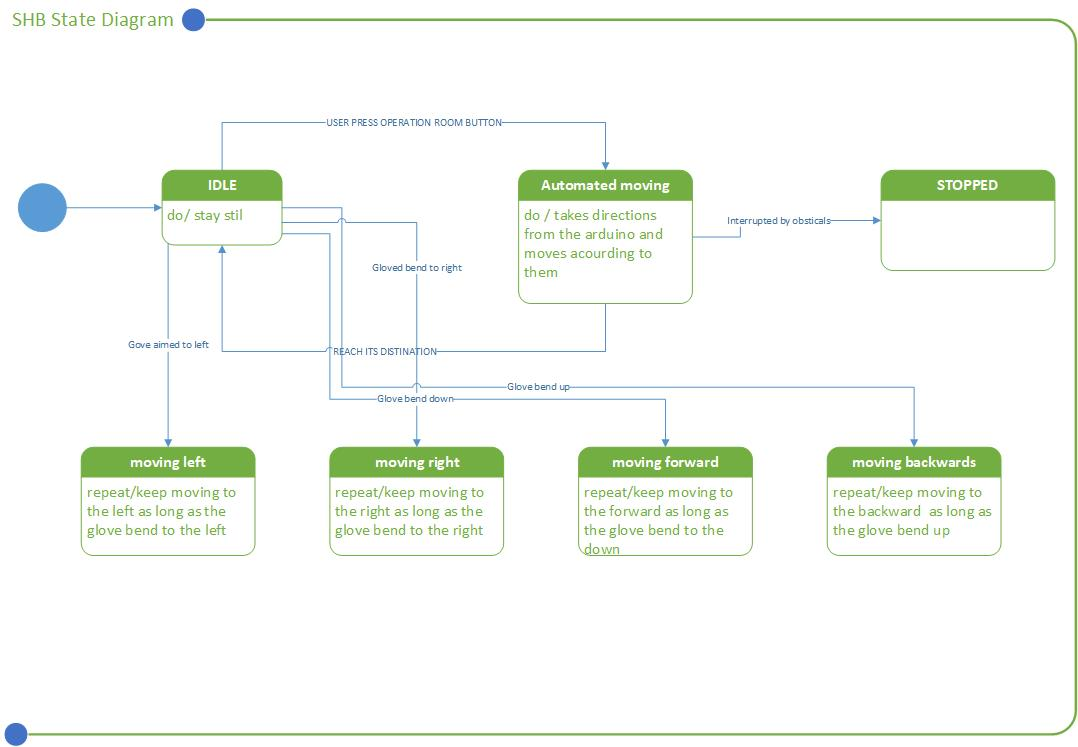 SHB State Diagram
USER PRESS OPERATION ROOM BUTTON
IDLE
do/ stay stil
Automated moving
do / takes directions
from the arduino and
moves acourding to
them
STOPPED
Interrupted by obsticals
Gloved bend to right
Gove aimed to left
REACH ITS DISTINATION
Glove bend up
Glove bend down
moving left
repeat/keep moving to
the left as long as the
glove bend to the left
moving right
repeat/keep moving to
the right as long as the
glove bend to the right
moving forward
repeat/keep moving to
the forward as long as
the glove bend to the
down
moving backwards
repeat/keep moving to
the backward as long as
the glove bend up